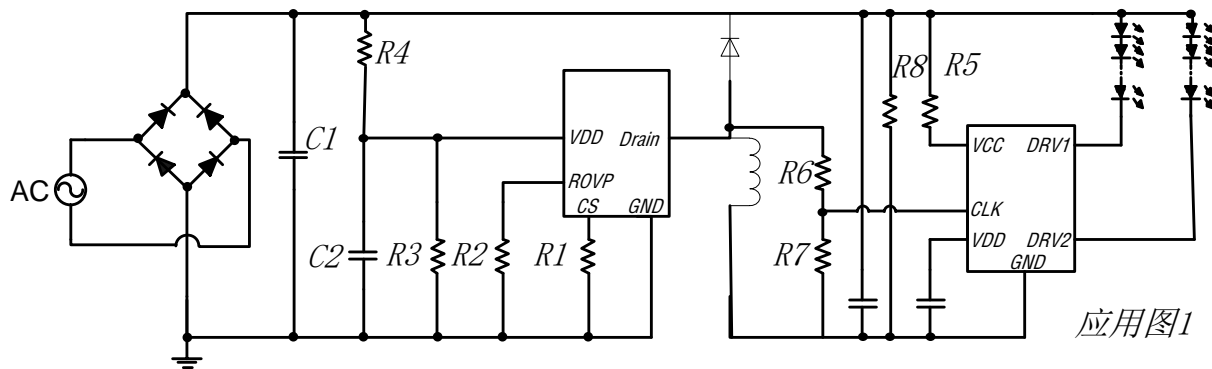 R4
R8
R5
C1
VDD
Drain
VCC
DRV1
R6
AC
ROVP
CLK
CS
GND
C2
R3
R2
R1
R7
VDD
DRV2
GND
应用图1